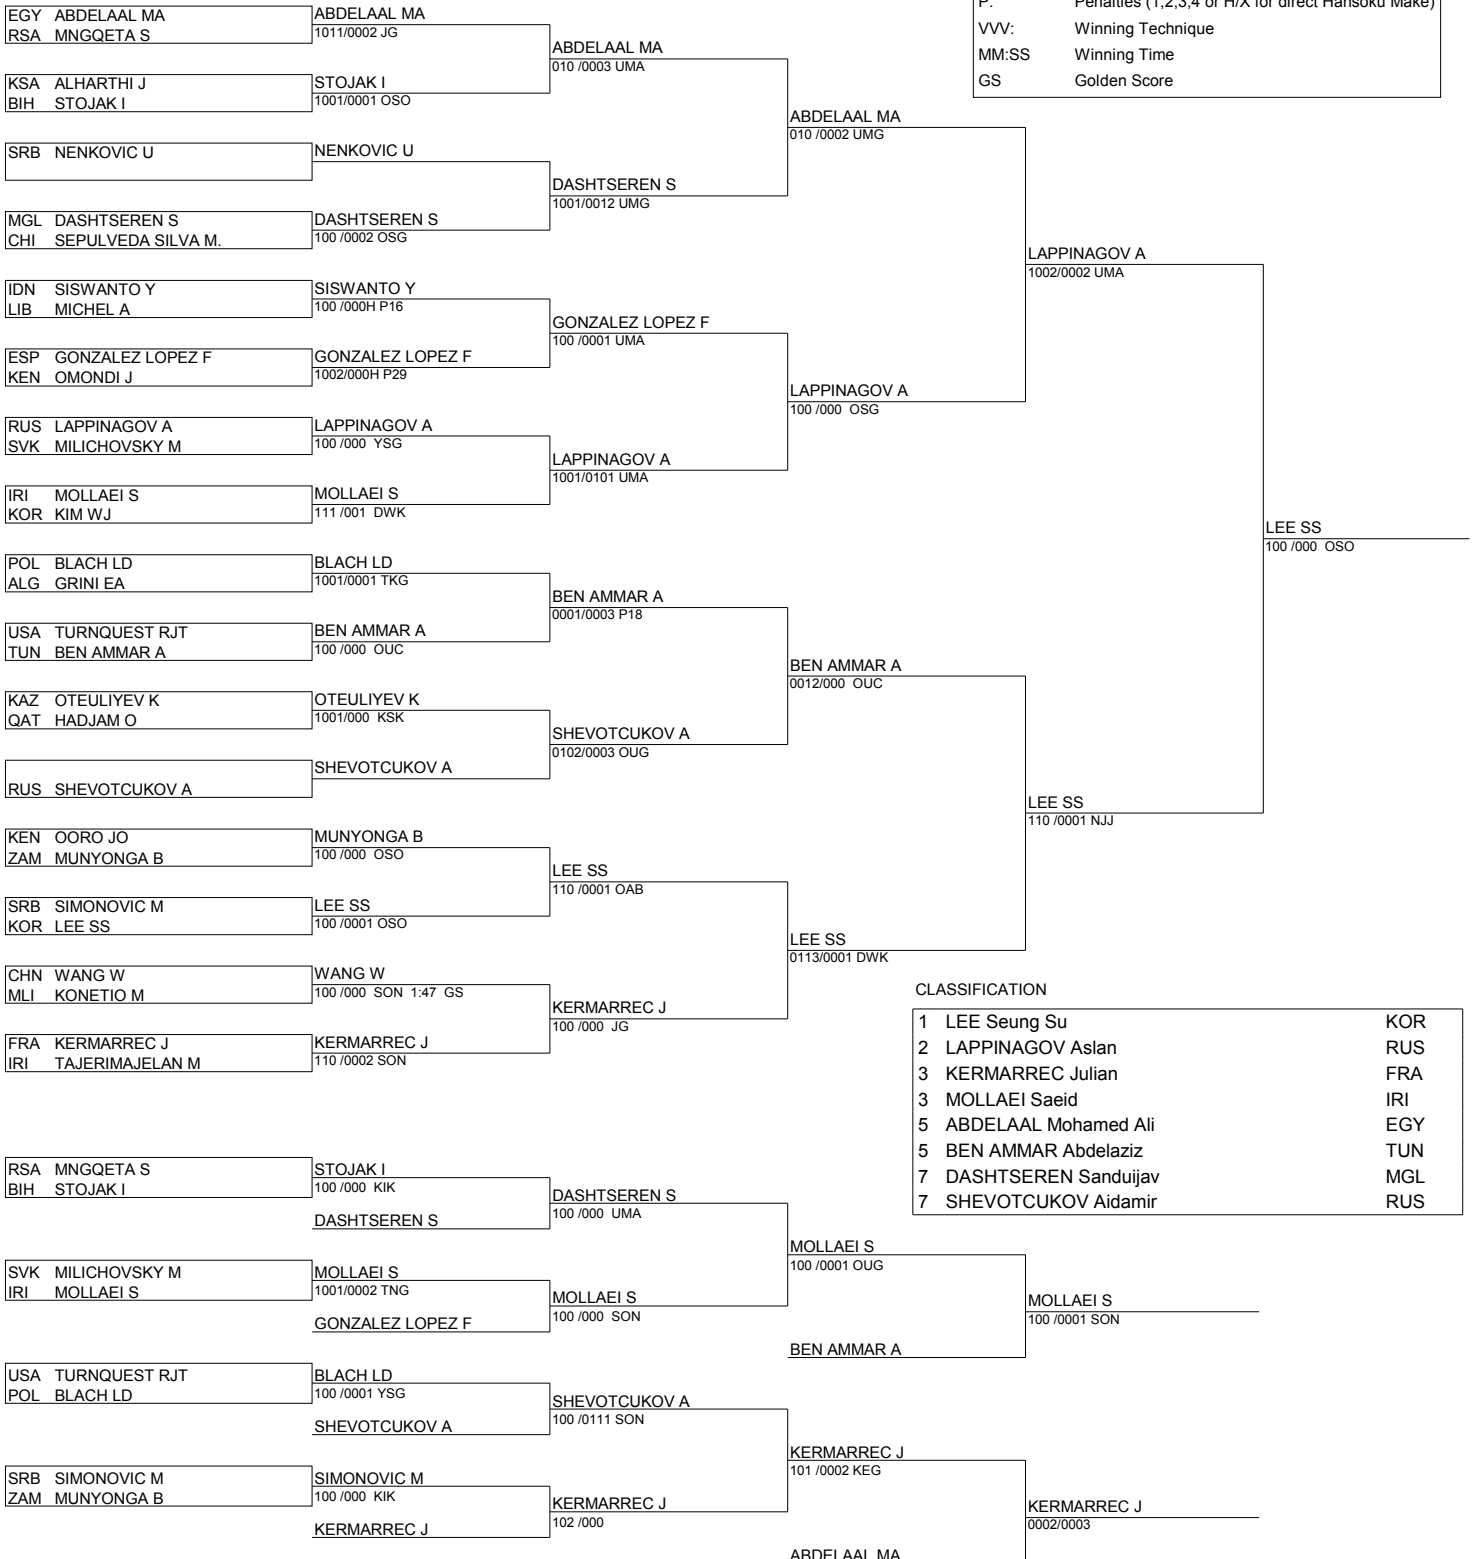 P: Penalties (1,2,3,4 or H/X for direct Hansoku Make)
VVV: Winning Technique
MM:SS Winning Time
GS Golden Score
EGY ABDELAAL MA
RSA MNGQETA S
KSA ALHARTHI J
BIH STOJAK I
SRB NENKOVIC U
MGL DASHTSEREN S
CHI SEPULVEDA SILVA M.
IDN SISWANTO Y
LIB MICHEL A
ESP GONZALEZ LOPEZ F
KEN OMONDI J
RUS LAPPINAGOV A
SVK MILICHOVSKY M
IRI MOLLAEI S
KOR KIM WJ
POL BLACH LD
ALG GRINI EA
USA TURNQUEST RJT
TUN BEN AMMAR A
KAZ OTEULIYEV K
QAT HADJAM O
RUS SHEVOTCUKOV A
KEN OORO JO
ZAM MUNYONGA B
SRB SIMONOVIC M
KOR LEE SS
CHN WANG W
MLI KONETIO M
FRA KERMARREC J
IRI TAJERIMAJELAN M
ABDELAAL MA
1011/0002 JG
STOJAK I
1001/0001 OSO
NENKOVIC U
DASHTSEREN S
100 /0002 OSG
SISWANTO Y
100 /000H P16
GONZALEZ LOPEZ F
1002/000H P29
LAPPINAGOV A
100 /000 YSG
MOLLAEI S
111 /001 DWK
BLACH LD
1001/0001 TKG
BEN AMMAR A
100 /000 OUC
OTEULIYEV K
1001/000 KSK
SHEVOTCUKOV A
MUNYONGA B
100 /000 OSO
LEE SS
100 /0001 OSO
WANG W
100 /000 SON 1:47 GS
KERMARREC J
110 /0002 SON
ABDELAAL MA
010 /0003 UMA
DASHTSEREN S
1001/0012 UMG
GONZALEZ LOPEZ F
100 /0001 UMA
LAPPINAGOV A
1001/0101 UMA
BEN AMMAR A
0001/0003 P18
SHEVOTCUKOV A
0102/0003 OUG
LEE SS
110 /0001 OAB
KERMARREC J
100 /000 JG
ABDELAAL MA
010 /0002 UMG
LAPPINAGOV A
100 /000 OSG
BEN AMMAR A
0012/000 OUC
LEE SS
0113/0001 DWK
LAPPINAGOV A
1002/0002 UMA
LEE SS
110 /0001 NJJ
LEE SS
100 /000 OSO
CLASSIFICATION
1 LEE Seung Su KOR
2 LAPPINAGOV Aslan RUS
3 KERMARREC Julian FRA
3 MOLLAEI Saeid IRI
5 ABDELAAL Mohamed Ali EGY
5 BEN AMMAR Abdelaziz TUN
7 DASHTSEREN Sanduijav MGL
7 SHEVOTCUKOV Aidamir RUS
RSA MNGQETA S
BIH STOJAK I
SVK MILICHOVSKY M
IRI MOLLAEI S
USA TURNQUEST RJT
POL BLACH LD
SRB SIMONOVIC M
ZAM MUNYONGA B
STOJAK I
100 /000 KIK
DASHTSEREN S
MOLLAEI S
1001/0002 TNG
GONZALEZ LOPEZ F
BLACH LD
100 /0001 YSG
SHEVOTCUKOV A
SIMONOVIC M
100 /000 KIK
KERMARREC J
DASHTSEREN S
100 /000 UMA
MOLLAEI S
100 /000 SON
SHEVOTCUKOV A
100 /0111 SON
KERMARREC J
102 /000
MOLLAEI S
100 /0001 OUG
BEN AMMAR A
KERMARREC J
101 /0002 KEG
ABDELAAL MA
MOLLAEI S
100 /0001 SON
KERMARREC J
0002/0003